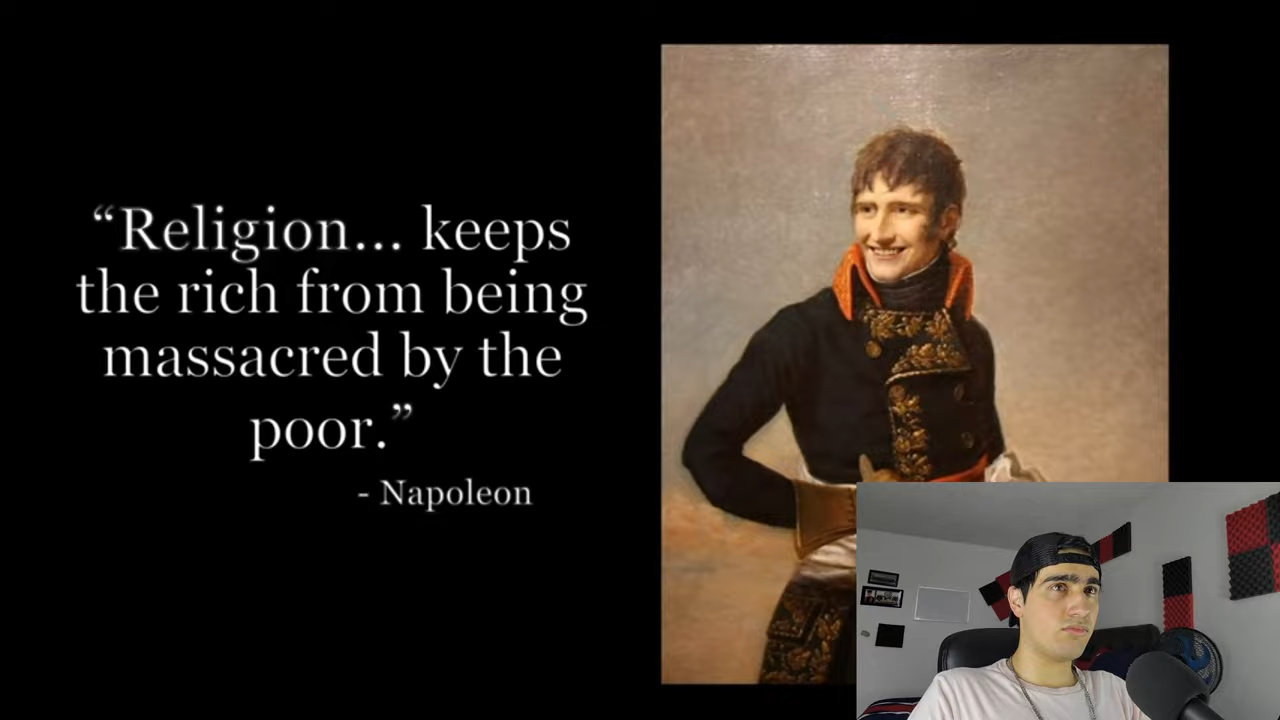 “Religion... keeps
the rich from being
massacred by the
poor.”
- Napoleon